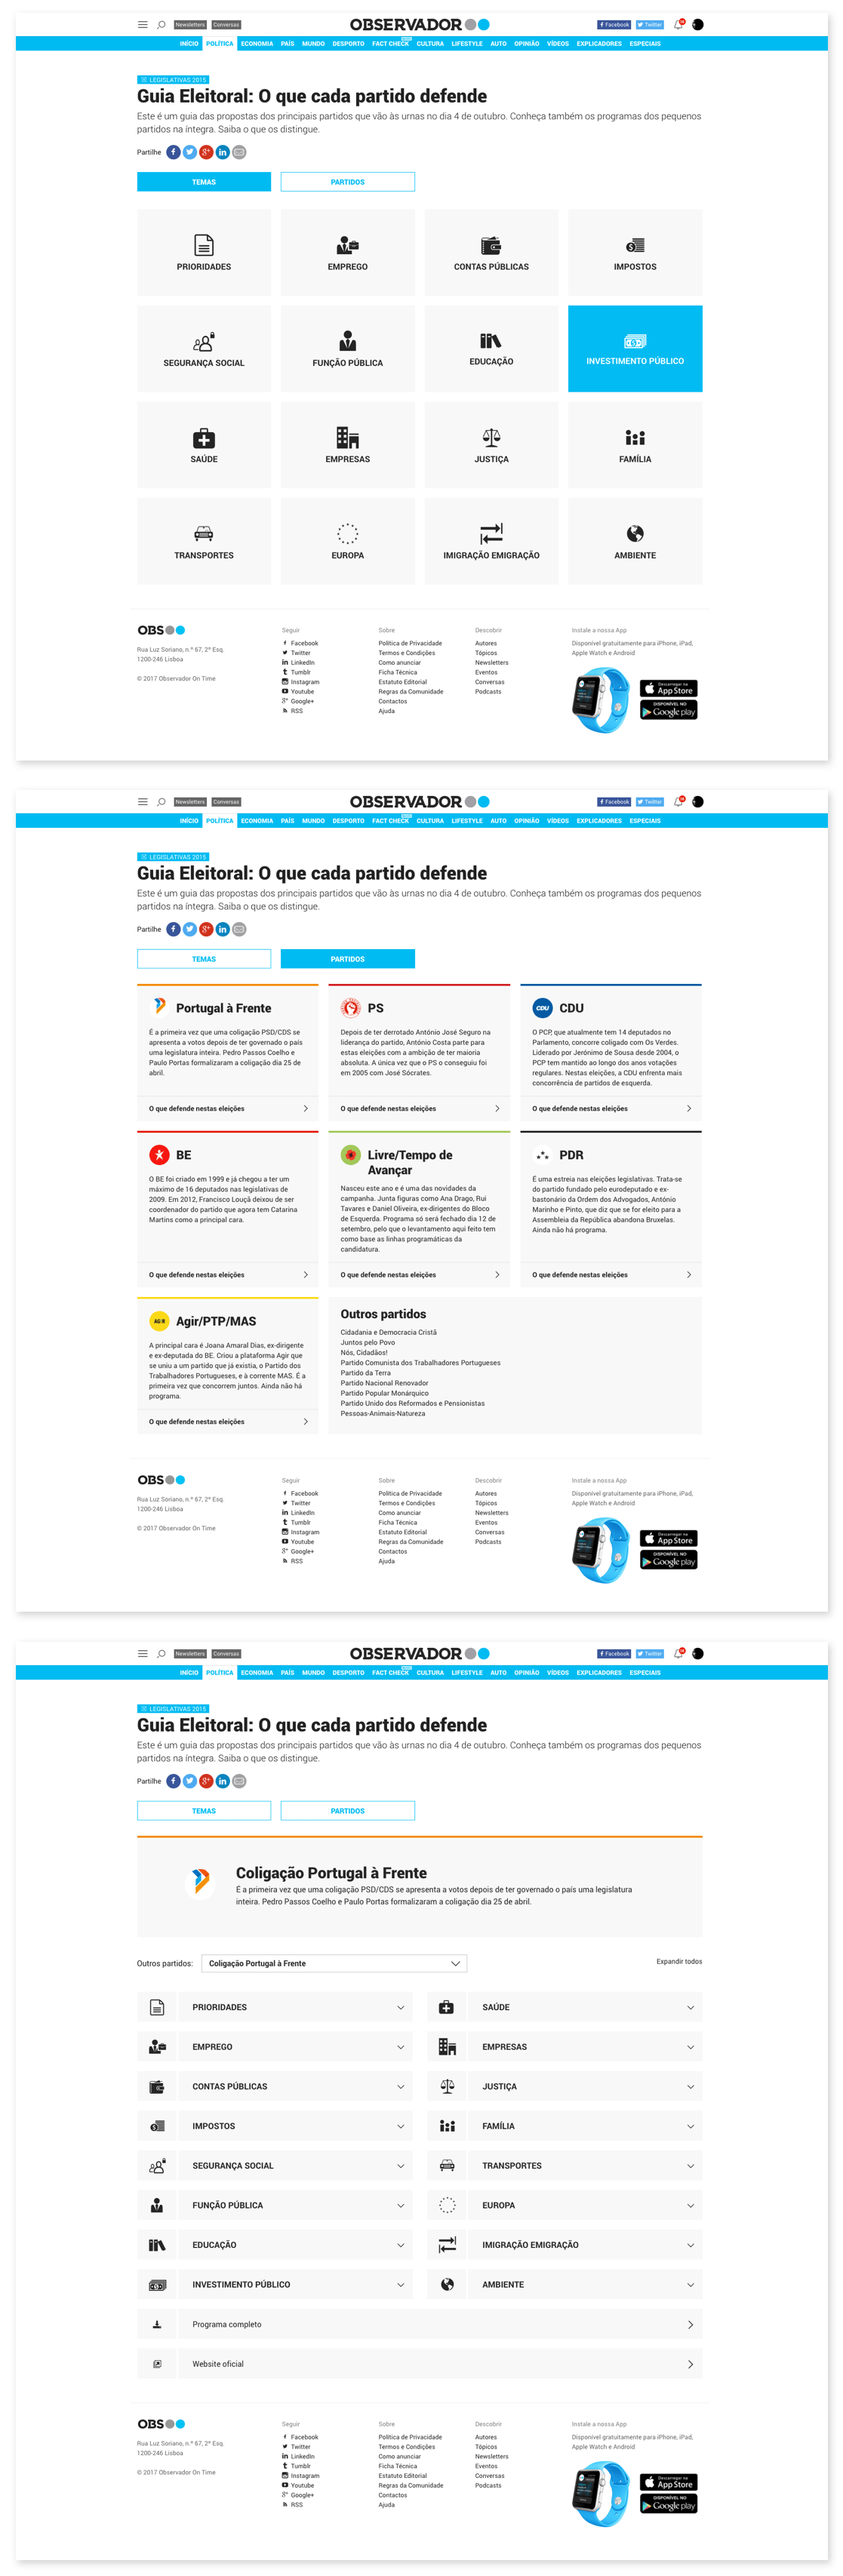 Newsletters Conversas OBSERVADOR Facebook Twitter
INÍCIO POLÍTICA ECONOMIA PAÍS MUNDO DESPORTO FACT CHECK CULTURA LIFESTYLE AUTO OPINIÃO VÍDEOS EXPLICADORES ESPECIAIS
LEGISLATIVAS 2015
Guia Eleitoral: O que cada partido defende
Este é um guia das propostas dos principais partidos que vão às urnas no dia 4 de outubro. Conheça também os programas dos pequenos
partidos na íntegra. Saiba o que os distingue.
Partilhe
TEMAS PARTIDOS
PRIORIDADES EMPREGO CONTAS PÚBLICAS IMPOSTOS
SEGURANÇA SOCIAL FUNÇÃO PÚBLICA EDUCAÇÃO INVESTIMENTO PÚBLICO
SAÚDE EMPRESAS JUSTIÇA FAMÍLIA
TRANSPORTES EUROPA IMIGRAÇÃO EMIGRAÇÃO AMBIENTE
OBS
Rua Luz Soriano, n.º 67, 2º Esq.
1200-246 Lisboa
© 2017 Observador On Time
Seguir
Facebook
Twitter
LinkedIn
Tumblr
Instagram
Youtube
Google+
RSS
Sobre
Política de Privacidade
Termos e Condições
Como anunciar
Ficha Técnica
Estatuto Editorial
Regras da Comunidade
Contactos
Ajuda
Descobrir
Autores
Tópicos
Newsletters
Eventos
Conversas
Podcasts
Instale a nossa App
Disponível gratuitamente para iPhone, iPad,
Apple Watch e Android
Descarregar na
App Store
DISPONÍVEL NO
Google play
Newsletters Conversas OBSERVADOR Facebook Twitter
INÍCIO POLÍTICA ECONOMIA PAÍS MUNDO DESPORTO FACT CHECK CULTURA LIFESTYLE AUTO OPINIÃO VÍDEOS EXPLICADORES ESPECIAIS
LEGISLATIVAS 2015
Guia Eleitoral: O que cada partido defende
Este é um guia das propostas dos principais partidos que vão às urnas no dia 4 de outubro. Conheça também os programas dos pequenos
partidos na íntegra. Saiba o que os distingue.
Partilhe
TEMAS PARTIDOS
Portugal à Frente
É a primeira vez que uma coligação PSD/CDS se
apresenta a votos depois de ter governado o país
uma legislatura inteira. Pedro Passos Coelho e
Paulo Portas formalizaram a coligação dia 25 de
abril.
O que defende nestas eleições
PS
Depois de ter derrotado António José Seguro na
liderança do partido, António Costa parte para
estas eleições com a ambição de ter maioria
absoluta. A única vez que o PS o conseguiu foi
em 2005 com José Sócrates.
O que defende nestas eleições
CDU
CDU
O PCP, que atualmente tem 14 deputados no
Parlamento, concorre coligado com Os Verdes.
Liderado por Jerónimo de Sousa desde 2004, o
PCP tem mantido ao longo dos anos votações
regulares. Nestas eleições, a CDU enfrenta mais
concorrência de partidos de esquerda.
O que defende nestas eleições
BE
O BE foi criado em 1999 e já chegou a ter um
máximo de 16 deputados nas legislativas de
2009. Em 2012, Francisco Louçã deixou de ser
coordenador do partido que agora tem Catarina
Martins como a principal cara.
O que defende nestas eleições
Livre/Tempo de
Avançar
Nasceu este ano e é uma das novidades da
campanha. Junta figuras como Ana Drago, Rui
Tavares e Daniel Oliveira, ex-dirigentes do Bloco
de Esquerda. Programa só será fechado dia 12 de
setembro, pelo que o levantamento aqui feito tem
como base as linhas programáticas da
candidatura.
O que defende nestas eleições
PDR
É uma estreia nas eleições legislativas. Trata-se
do partido fundado pelo eurodeputado e ex-
bastonário da Ordem dos Advogados, António
Marinho e Pinto, que diz que se for eleito para a
Assembleia da República abandona Bruxelas.
Ainda não há programa.
O que defende nestas eleições
AGIR
Agir/PTP/MAS
A principal cara é Joana Amaral Dias, ex-dirigente
e ex-deputada do BE. Criou a plataforma Agir que
se uniu a um partido que já existia, o Partido dos
Trabalhadores Portugueses, e à corrente MAS. É a
primeira vez que concorrem juntos. Ainda não há
programa.
O que defende nestas eleições
Outros partidos
Cidadania e Democracia Cristã
Juntos pelo Povo
Nós, Cidadãos!
Partido Comunista dos Trabalhadores Portugueses
Partido da Terra
Partido Nacional Renovador
Partido Popular Monárquico
Partido Unido dos Reformados e Pensionistas
Pessoas-Animais-Natureza
OBS
Rua Luz Soriano, n.º 67, 2º Esq.
1200-246 Lisboa
© 2017 Observador On Time
Seguir
Facebook
Twitter
LinkedIn
Tumblr
Instagram
Youtube
Google+
RSS
Sobre
Política de Privacidade
Termos e Condições
Como anunciar
Ficha Técnica
Estatuto Editorial
Regras da Comunidade
Contactos
Ajuda
Descobrir
Autores
Tópicos
Newsletters
Eventos
Conversas
Podcasts
Instale a nossa App
Disponível gratuitamente para iPhone, iPad,
Apple Watch e Android
Descarregar na
App Store
DISPONÍVEL NO
Google play
Newsletters Conversas OBSERVADOR Facebook Twitter
INÍCIO POLÍTICA ECONOMIA PAÍS MUNDO DESPORTO FACT CHECK CULTURA LIFESTYLE AUTO OPINIÃO VÍDEOS EXPLICADORES ESPECIAIS
LEGISLATIVAS 2015
Guia Eleitoral: O que cada partido defende
Este é um guia das propostas dos principais partidos que vão às urnas no dia 4 de outubro. Conheça também os programas dos pequenos
partidos na íntegra. Saiba o que os distingue.
Partilhe
TEMAS PARTIDOS
Coligação Portugal à Frente
É a primeira vez que uma coligação PSD/CDS se apresenta a votos depois de ter governado o país uma legislatura
inteira. Pedro Passos Coelho e Paulo Portas formalizaram a coligação dia 25 de abril.
Outros partidos: Coligação Portugal à Frente Expandir todos
PRIORIDADES SAÚDE
EMPREGO EMPRESAS
CONTAS PÚBLICAS JUSTIÇA
IMPOSTOS FAMÍLIA
SEGURANÇA SOCIAL TRANSPORTES
FUNÇÃO PÚBLICA EUROPA
EDUCAÇÃO IMIGRAÇÃO EMIGRAÇÃO
INVESTIMENTO PÚBLICO AMBIENTE
Programa completo
Website oficial
OBS
Rua Luz Soriano, n.º 67, 2º Esq.
1200-246 Lisboa
© 2017 Observador On Time
Seguir
Facebook
Twitter
LinkedIn
Tumblr
Instagram
Youtube
Google+
RSS
Sobre
Política de Privacidade
Termos e Condições
Como anunciar
Ficha Técnica
Estatuto Editorial
Regras da Comunidade
Contactos
Ajuda
Descobrir
Autores
Tópicos
Newsletters
Eventos
Conversas
Podcasts
Instale a nossa App
Disponível gratuitamente para iPhone, iPad,
Apple Watch e Android
Descarregar na
App Store
DISPONÍVEL NO
Google play